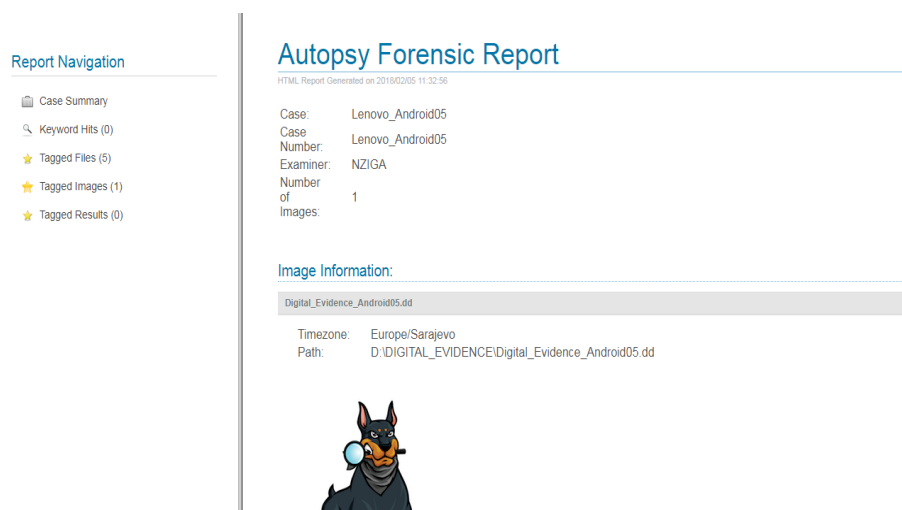 Report Navigation
Case Summary
Keyword Hits (0)
Tagged Files (5)
Tagged Images (1)
Tagged Results (0)
Autopsy Forensic Report
HTML Report Generated on 2018/02/05 11:32:56
Case: Lenovo_Android05
Case
Number: Lenovo_Android05
Examiner: NZIGA
Number
of 1
Images:
Image Information:
Digital_Evidence_Android05.dd
Timezone: Europe/Sarajevo
Path: D:\DIGITAL_EVIDENCE\Digital_Evidence_Android05.dd